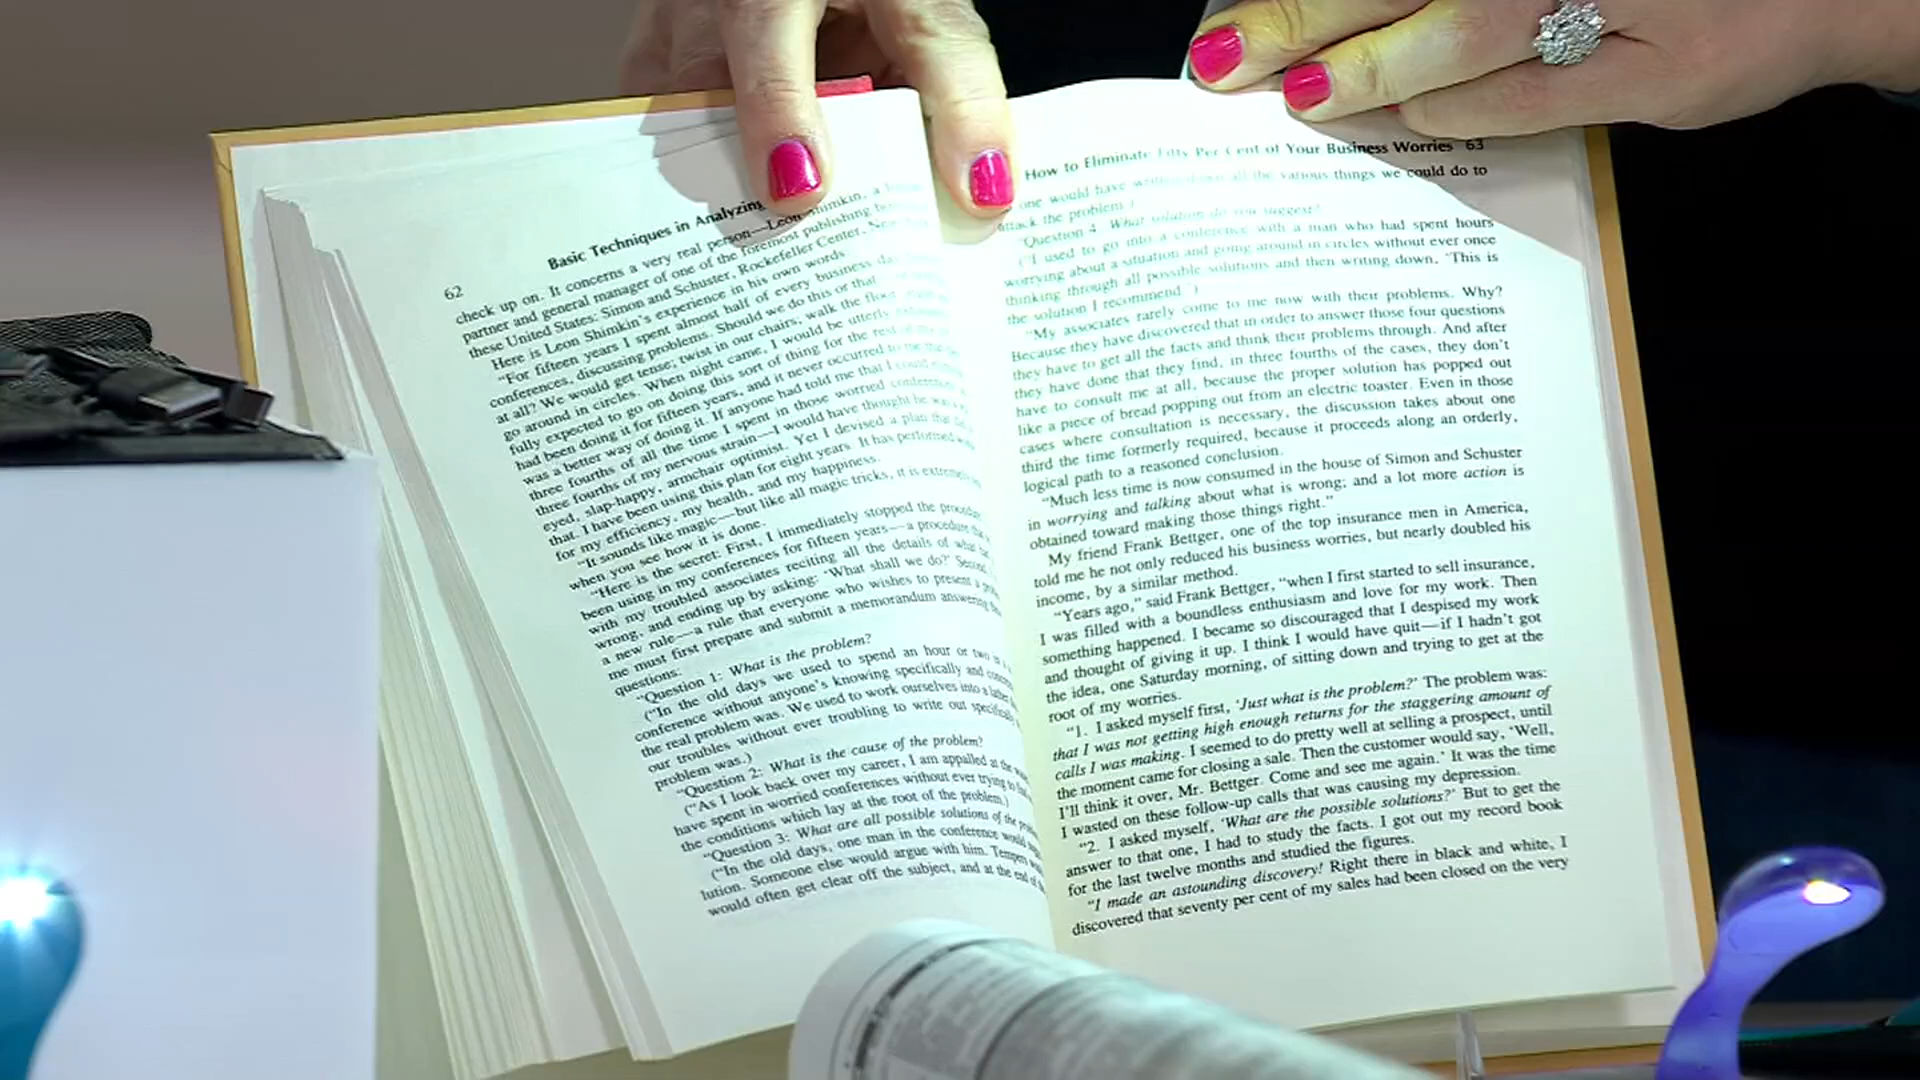 62
Basic Techniques in Analyzing
check up on. It concerns a very real person—Leon Shimkin, a
partner and general manager of one of the foremost publishing
these United States: Simon and Schuster, Rockefeller Center, New
Here is Leon Shimkin's experience in his own words
"For fifteen years I spent almost half of every business day
conferences, discussing problems. Should we do this or that
at all? We would get tense; twist in our chairs, walk the floor
go around in circles. When night came, I would be utterly
fully expected to go on doing this sort of thing for the rest of
had been doing it for fifteen years, and it never occurred to me
was a better way of doing it. If anyone had told me that I could
three fourths of all the time I spent in those worried conferences
three fourths of my nervous strain—I would have thought he was
eyed, slap-happy, armchair optimist. Yet I devised a plan that
that. I have been using this plan for eight years. It has performed
for my efficiency, my health, and my happiness.
"It sounds like magic—but like all magic tricks, it is extremely
when you see how it is done.
"Here is the secret: First, I immediately stopped the procedure
been using in my conferences for fifteen years—a procedure that
with my troubled associates reciting all the details of what had
wrong, and ending up by asking: 'What shall we do?' Second,
a new rule—a rule that everyone who wishes to present a
me must first prepare and submit a memorandum answering
questions:
"Question 1: What is the problem?
("In the old days we used to spend an hour or two in a
conference without anyone's knowing specifically and
the real problem was. We used to work ourselves into a lather
our troubles without ever troubling to write out specifically
problem was.)
"Question 2: What is the cause of the problem?
("As I look back over my career, I am appalled at the
have spent in worried conferences without ever trying to
the conditions which lay at the root of the problem.)
"Question 3: What are all possible solutions of the
("In the old days, one man in the conference would
lution. Someone else would argue with him. Tempers
would often get clear off the subject, and at the end of
How to Eliminate Fifty Per Cent of Your Business Worries 63
one would have written down all the various things we could do to
attack the problem.)
"Question 4: What solution do you suggest?
("I used to go into a conference with a man who had spent hours
worrying about a situation and going around in circles without ever once
thinking through all possible solutions and then writing down, 'This is
the solution I recommend.')
"My associates rarely come to me now with their problems. Why?
Because they have discovered that in order to answer those four questions
they have to get all the facts and think their problems through. And after
they have done that they find, in three fourths of the cases, they don't
have to consult me at all, because the proper solution has popped out
like a piece of bread popping out from an electric toaster. Even in those
cases where consultation is necessary, the discussion takes about one
third the time formerly required, because it proceeds along an orderly,
logical path to a reasoned conclusion.
"Much less time is now consumed in the house of Simon and Schuster
in worrying and talking about what is wrong; and a lot more action is
obtained toward making those things right."
My friend Frank Bettger, one of the top insurance men in America,
told me he not only reduced his business worries, but nearly doubled his
income, by a similar method.
"Years ago," said Frank Bettger, "when I first started to sell insurance,
I was filled with a boundless enthusiasm and love for my work. Then
something happened. I became so discouraged that I despised my work
and thought of giving it up. I think I would have quit—if I hadn't got
the idea, one Saturday morning, of sitting down and trying to get at the
root of my worries.
"1. I asked myself first, 'Just what is the problem?' The problem was:
that I was not getting high enough returns for the staggering amount of
calls I was making. I seemed to do pretty well at selling a prospect, until
the moment came for closing a sale. Then the customer would say, 'Well,
I'll think it over, Mr. Bettger. Come and see me again.' It was the time
I wasted on these follow-up calls that was causing my depression.
"2. I asked myself, 'What are the possible solutions?' But to get the
answer to that one, I had to study the facts. I got out my record book
for the last twelve months and studied the figures.
"I made an astounding discovery! Right there in black and white, I
discovered that seventy per cent of my sales had been closed on the very